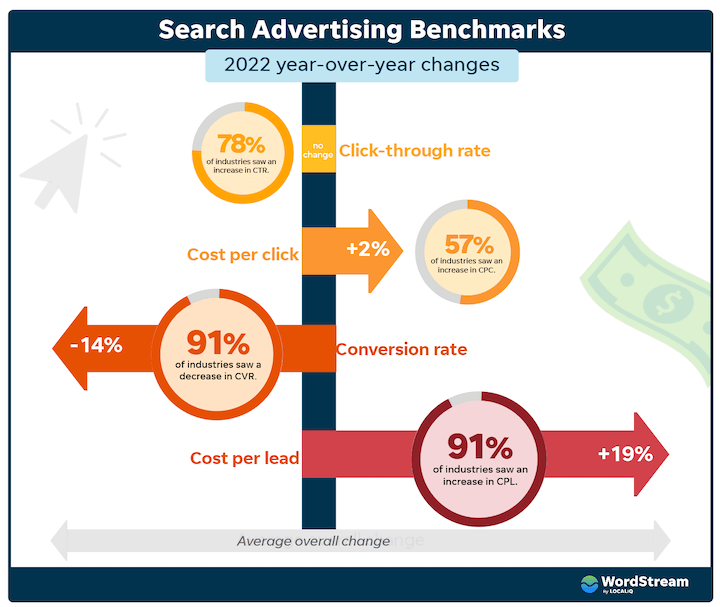 Search Advertising Benchmarks
2022 year-over-year changes
78%
of industries saw an
increase in CTR.
no
change
Click-through rate
Cost per click
+2%
57%
of industries saw an
increase in CPC.
-14%
91%
of industries saw a
decrease in CVR.
Conversion rate
Cost per lead
91%
of industries saw an
increase in CPL.
+19%
Average overall change
WordStream
by LOCALiQ